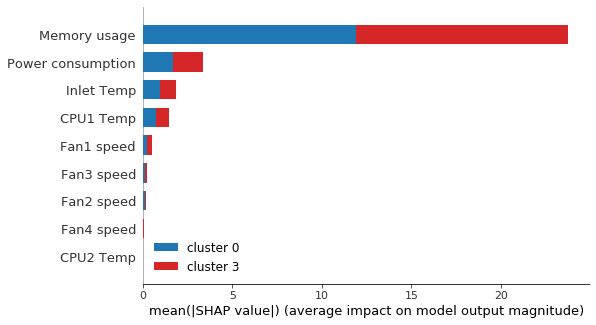 Memory usage
Power consumption
Inlet Temp
CPU1 Temp
Fan1 speed
Fan3 speed
Fan2 speed
Fan4 speed
CPU2 Temp
cluster 0
cluster 3
0 5 10 15 20
mean(|SHAP value|) (average impact on model output magnitude)